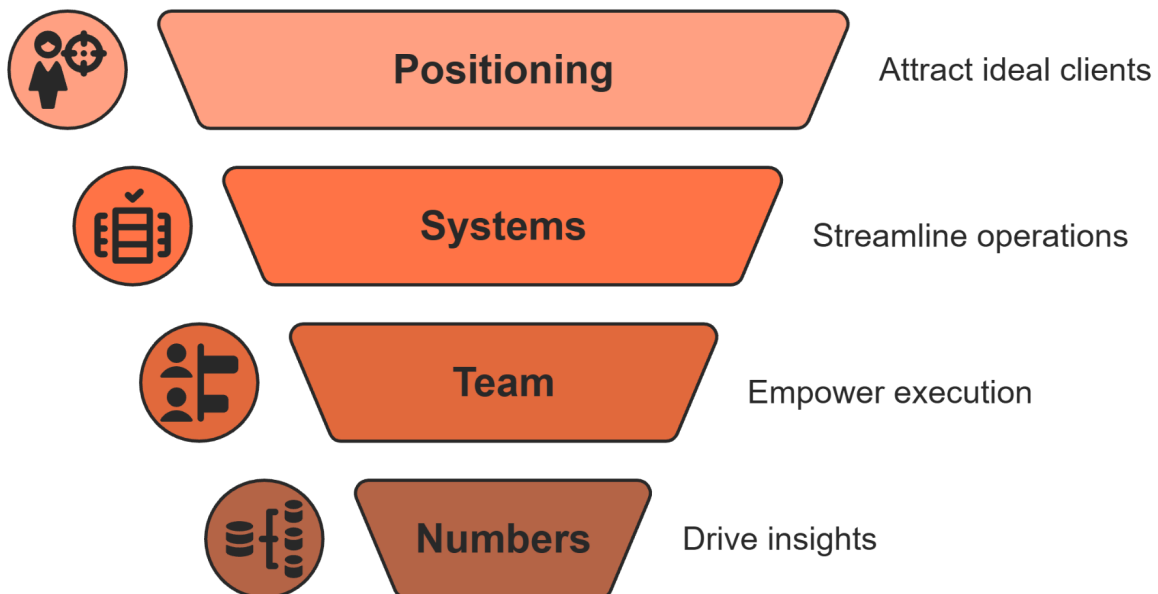 Positioning
Attract ideal clients
Systems
Streamline operations
Team
Empower execution
Numbers
Drive insights